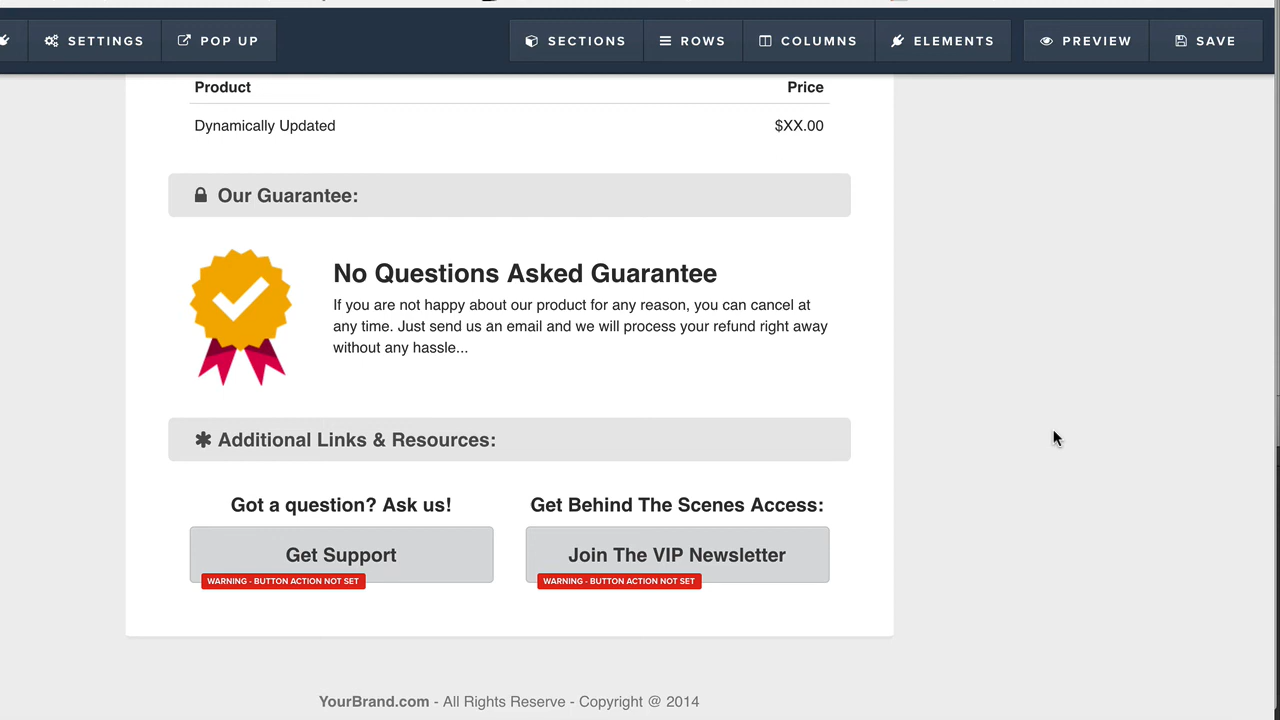 SETTINGS POP UP SECTIONS ROWS COLUMNS ELEMENTS PREVIEW SAVE
Product Price
Dynamically Updated $XX.00
Our Guarantee:
No Questions Asked Guarantee
If you are not happy about our product for any reason, you can cancel at
any time. Just send us an email and we will process your refund right away
without any hassle...
Additional Links & Resources:
Got a question? Ask us! Get Behind The Scenes Access:
Get Support Join The VIP Newsletter
WARNING - BUTTON ACTION NOT SET WARNING - BUTTON ACTION NOT SET
YourBrand.com - All Rights Reserve - Copyright @ 2014